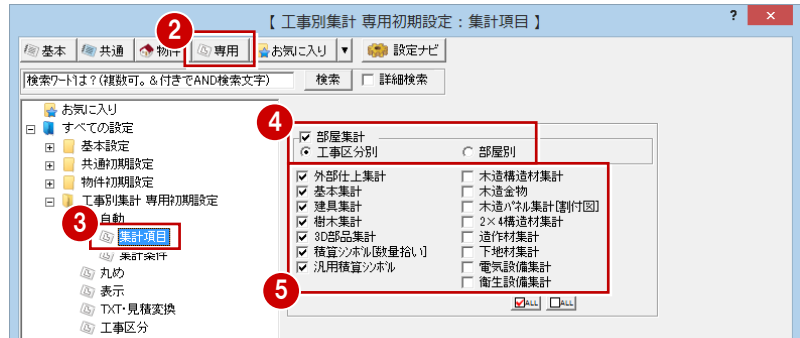 【 工事別集計 専用初期設定：集計項目 】
? ×
2
基本 共通 物件 専用 お気に入り ▼ 設定ナビ
検索ワードは？(複数可。&付きでAND検索文字) 検索 詳細検索
お気に入り
すべての設定
基本設定
共通初期設定
物件初期設定
工事別集計 専用初期設定
自動
3
集計項目
集計条件
丸め
表示
TXT・見積変換
工事区分
4
部屋集計
工事区分別 部屋別
外部仕上集計 木造構造材集計
基本集計 木造金物
建具集計 木造パネル集計[割付図]
樹木集計 2×4構造材集計
3D部品集計 造作材集計
積算シンボル[数量拾い] 下地材集計
汎用積算シンボル 電気設備集計
5
衛生設備集計
ALL ALL